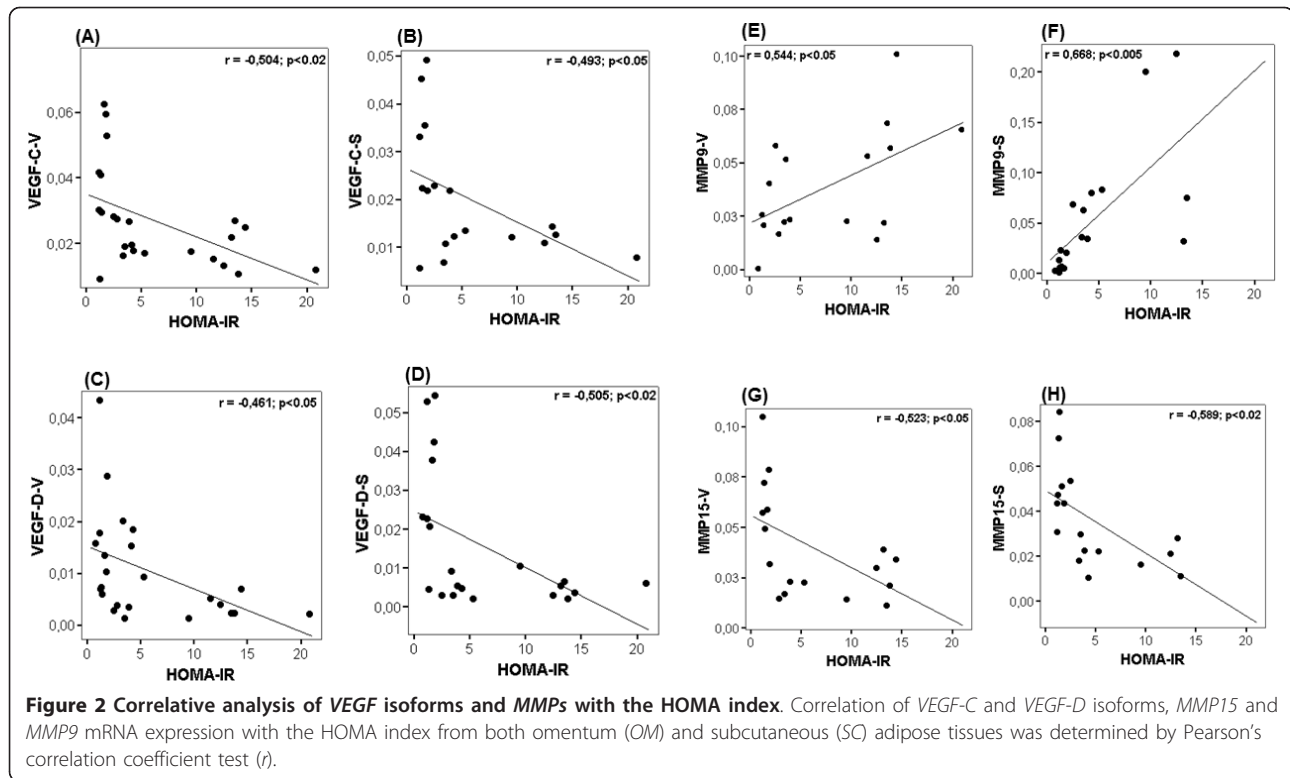 (A)
r = -0,504; p<0.02
VEGF-C-V
0,06
0,04
0,02
0 5 10 15 20
HOMA-IR
(B)
r = -0,493; p<0.05
VEGF-C-S
0,05
0,04
0,03
0,02
0,01
0 5 10 15 20
HOMA-IR
(E)
r = 0,544; p<0.05
MMP9-V
0,10
0,05
0,03
0,00
0 5 10 15 20
HOMA-IR
(F)
r = 0,668; p<0.005
MMP9-S
0,20
0,15
0,10
0,05
0,00
0 5 10 15 20
HOMA-IR
(C)
r = -0,461; p<0.05
VEGF-D-V
0,04
0,03
0,02
0,01
0,00
0 5 10 15 20
HOMA-IR
(D)
r = -0,505; p<0.02
VEGF-D-S
0,05
0,04
0,03
0,02
0,01
0,00
0 5 10 15 20
HOMA-IR
(G)
r = -0,523; p<0.05
MMP15-V
0,10
0,05
0,03
0,00
0 5 10 15 20
HOMA-IR
(H)
r = -0,589; p<0.02
MMP15-S
0,08
0,06
0,04
0,02
0,00
0 5 10 15 20
HOMA-IR
Figure 2 Correlative analysis of VEGF isoforms and MMPs with the HOMA index. Correlation of VEGF-C and VEGF-D isoforms, MMP15 and
MMP9 mRNA expression with the HOMA index from both omentum (OM) and subcutaneous (SC) adipose tissues was determined by Pearson's
correlation coefficient test (r).